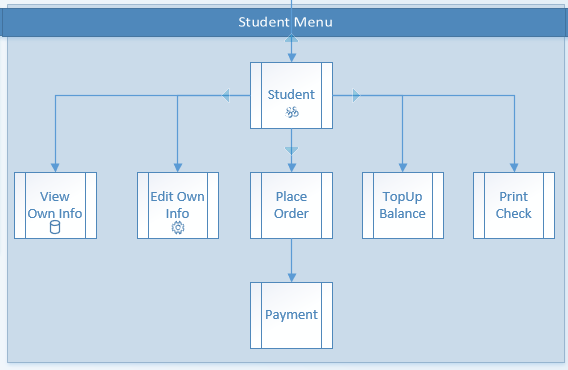 Student Menu
Student
View
Own Info
Edit Own
Info
Place
Order
TopUp
Balance
Print
Check
Payment